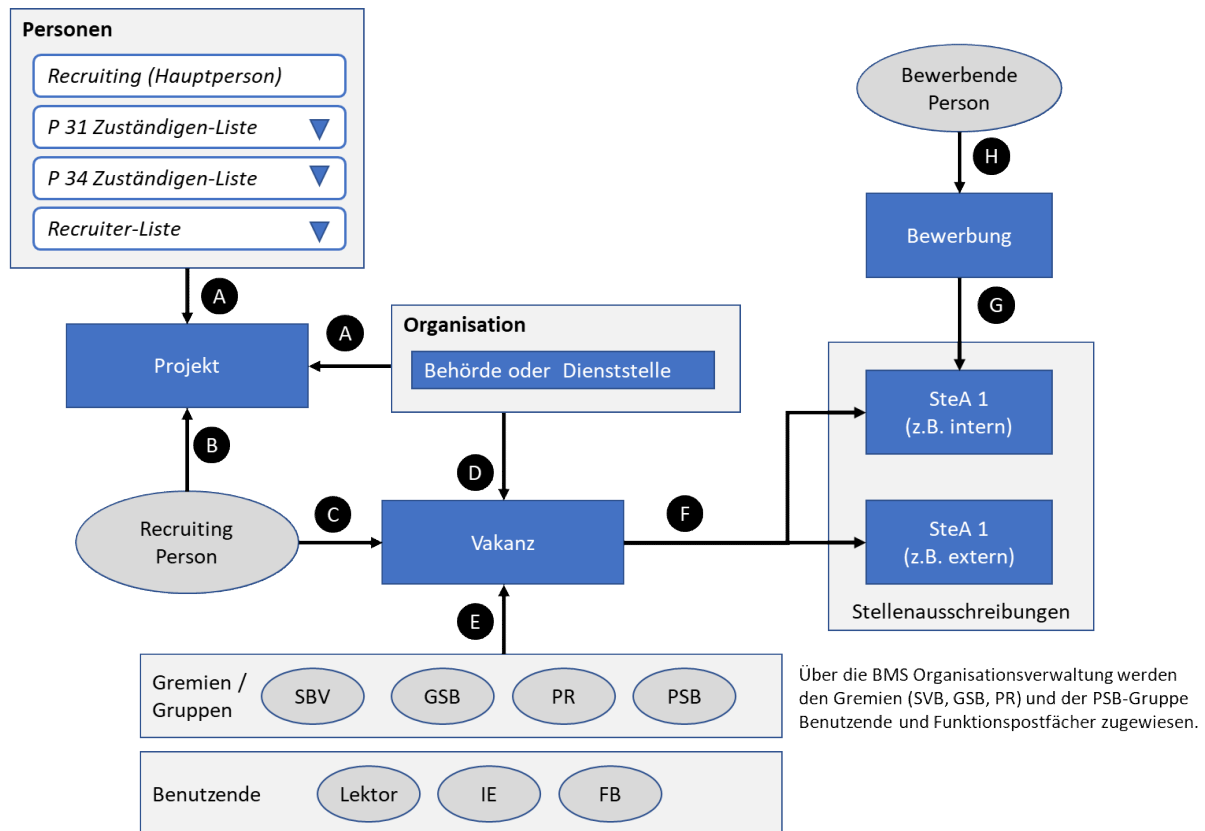 Personen
Recruiting (Hauptperson)
P 31 Zuständigen-Liste
P 34 Zuständigen-Liste
Recruiter-Liste
A
Projekt
A
Organisation
Behörde oder Dienststelle
B
Recruiting
Person
C
D
Vakanz
E
F
Bewerbende
Person
H
Bewerbung
G
SteA 1
(z.B. intern)
SteA 1
(z.B. extern)
Stellenausschreibungen
Gremien /
Gruppen
SBV
GSB
PR
PSB
Über die BMS Organisationsverwaltung werden
den Gremien (SVB, GSB, PR) und der PSB-Gruppe
Benutzende und Funktionspostfächer zugewiesen.
Benutzende
Lektor
IE
FB